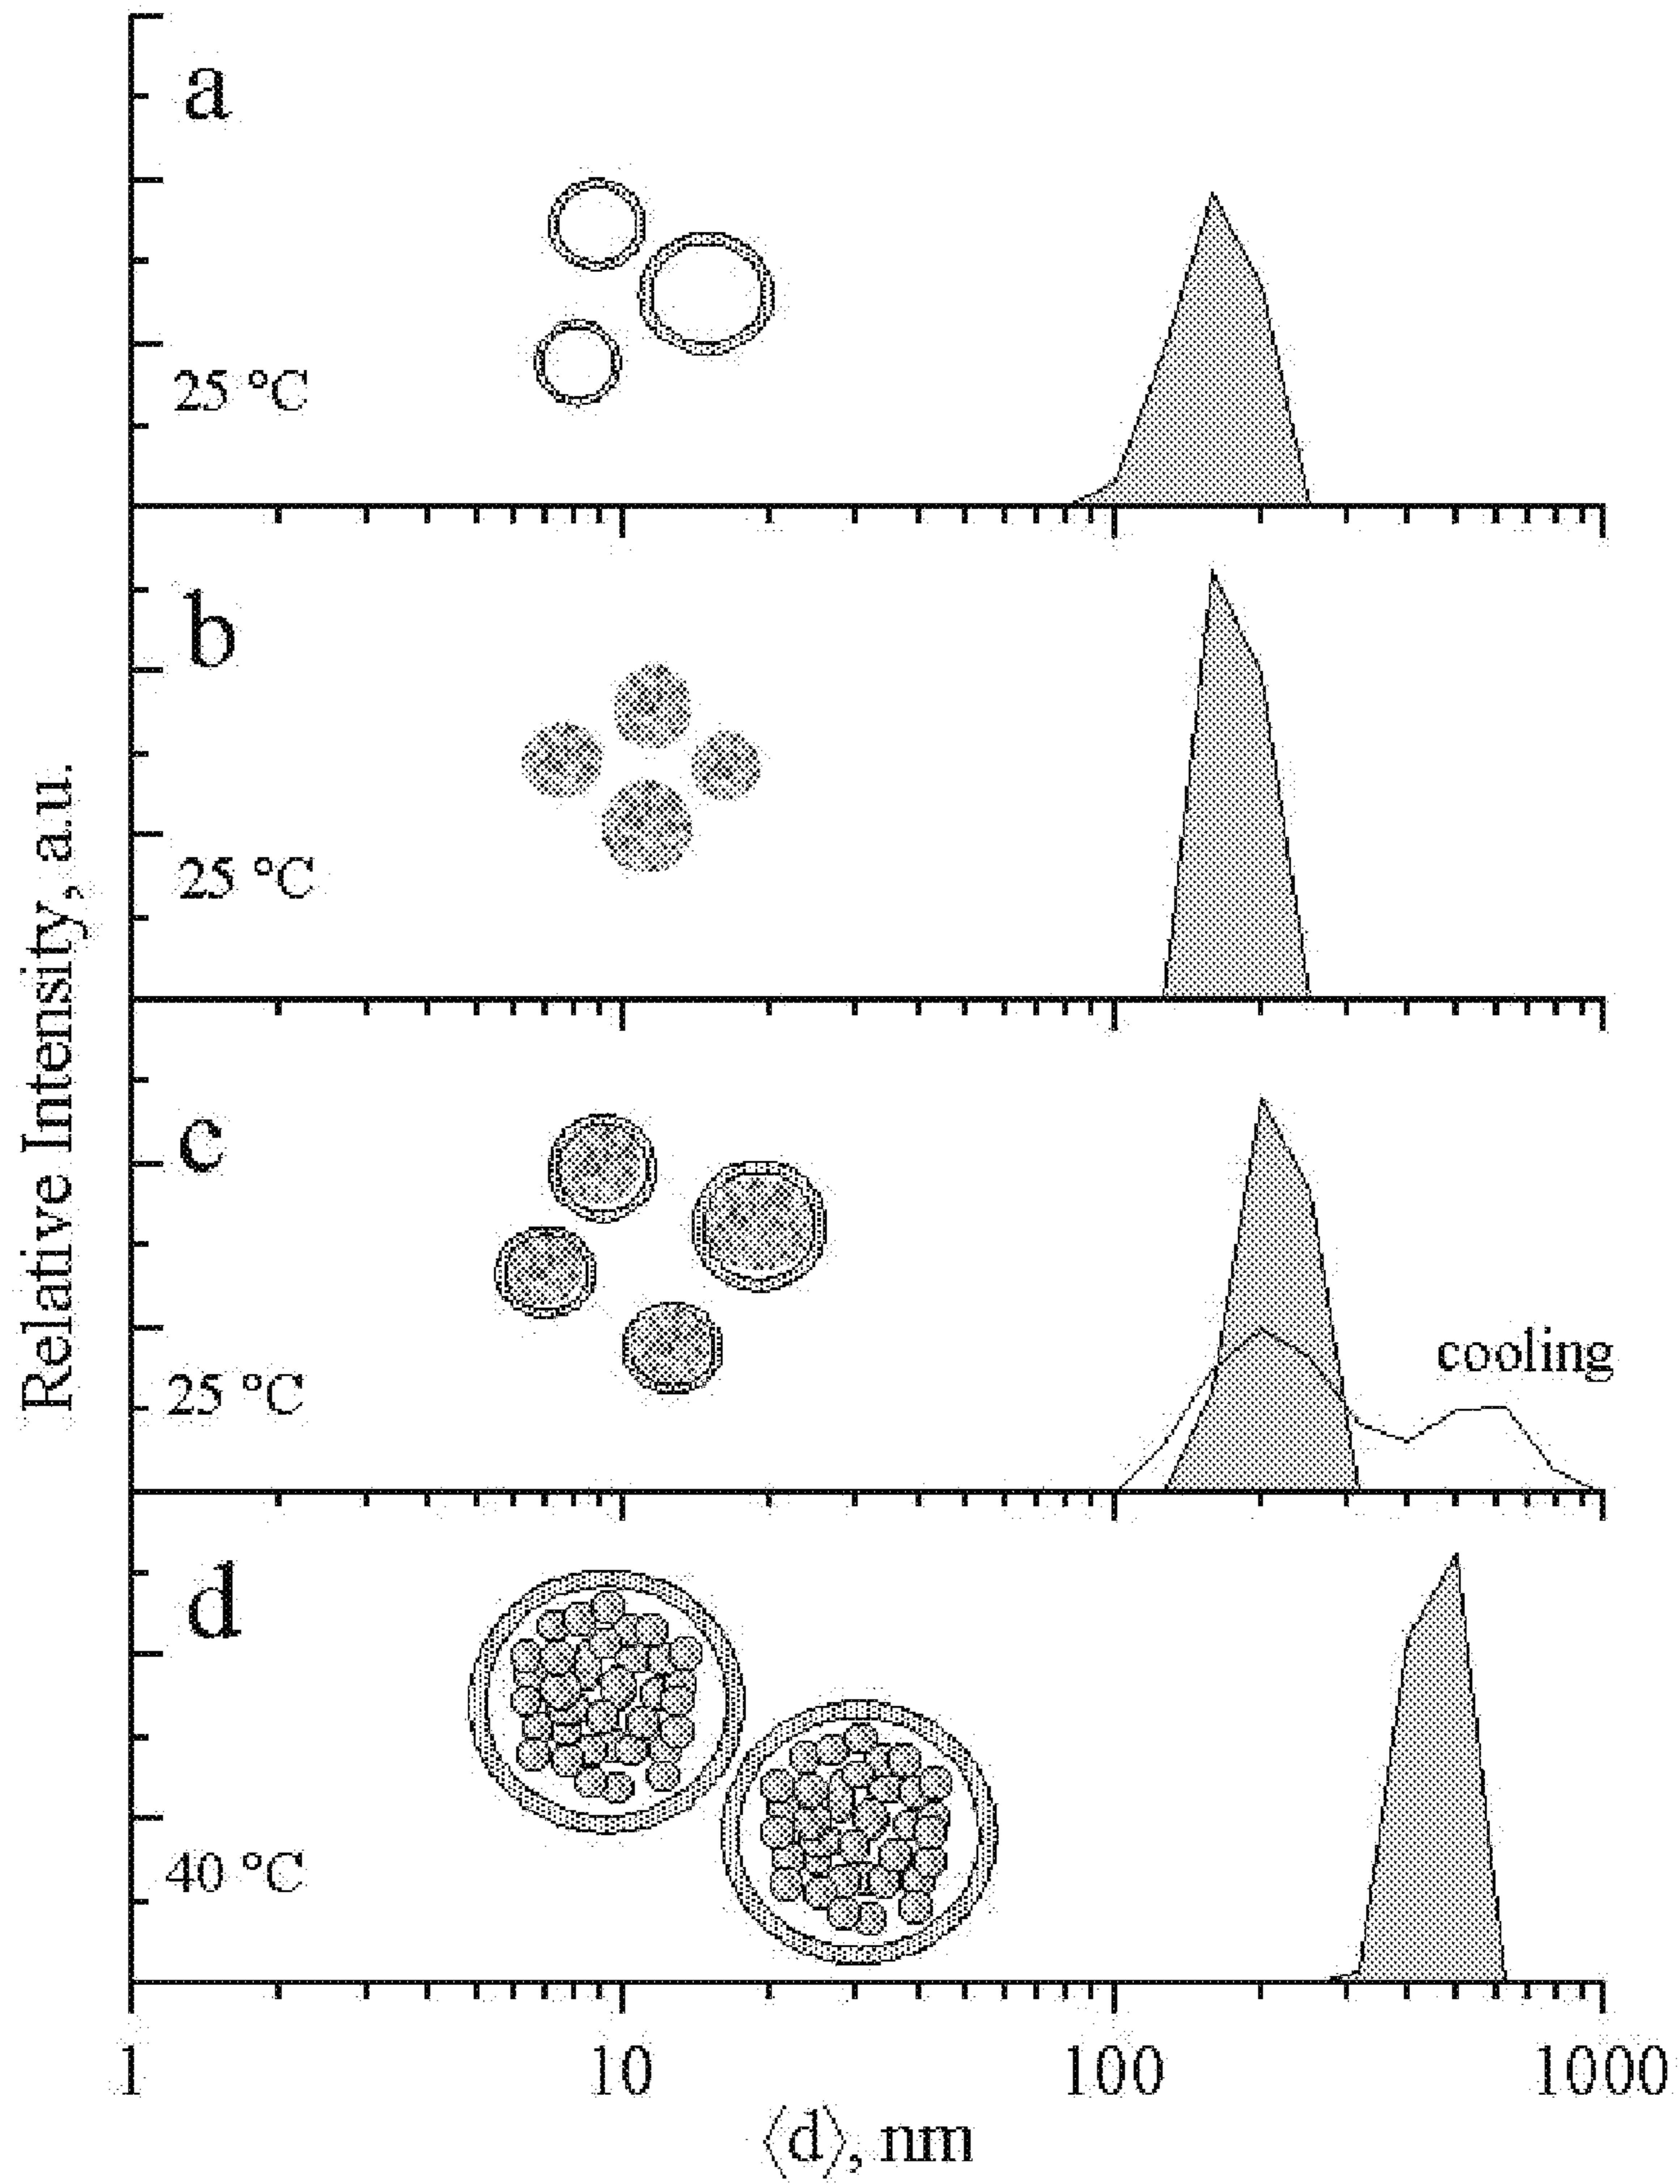 a
25 °C
b
25 °C
Relative Intensity, a.u.
c
cooling
25 °C
d
40 °C
1 10 100 1000
⟨d⟩, nm